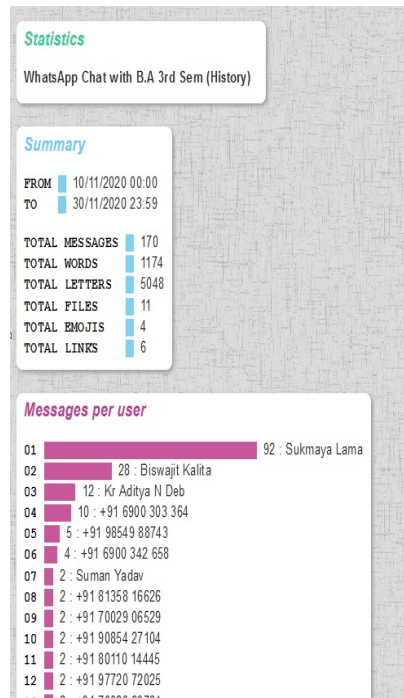 Statistics
WhatsApp Chat with B.A 3rd Sem (History)
Summary
FROM 10/11/2020 00:00
TO 30/11/2020 23:59
TOTAL MESSAGES 170
TOTAL WORDS 1174
TOTAL LETTERS 5048
TOTAL FILES 11
TOTAL EMOJIS 4
TOTAL LINKS 6
Messages per user
01 92 : Sukmaya Lama
02 28 : Biswajit Kalita
03 12 : Kr Aditya N Deb
04 10 : +91 6900 303 364
05 5 : +91 98549 88743
06 4 : +91 6900 342 658
07 2 : Suman Yadav
08 2 : +91 81358 16626
09 2 : +91 70029 06529
10 2 : +91 90854 27104
11 2 : +91 80110 14445
12 2 : +91 97720 72025